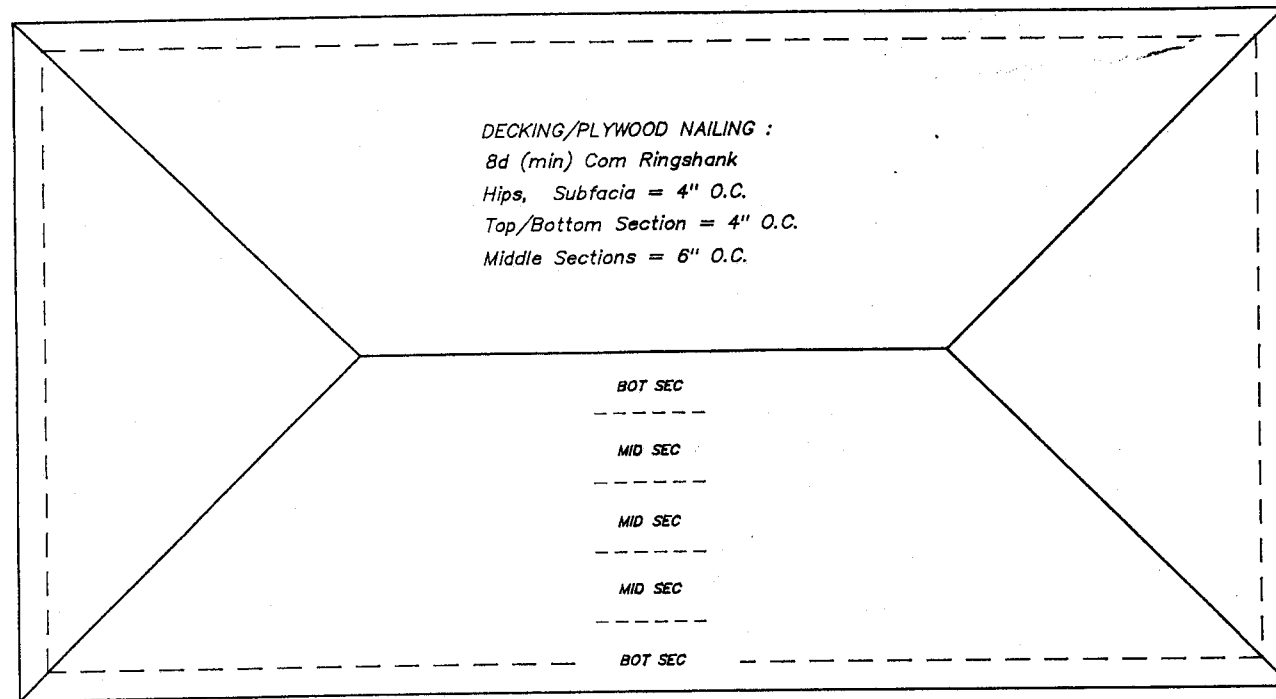 DECKING/PLYWOOD NAILING :
8d (min) Com Ringshank
Hips, Subfacia = 4" O.C.
Top/Bottom Section = 4" O.C.
Middle Sections = 6" O.C.
BOT SEC
MID SEC
MID SEC
MID SEC
BOT SEC